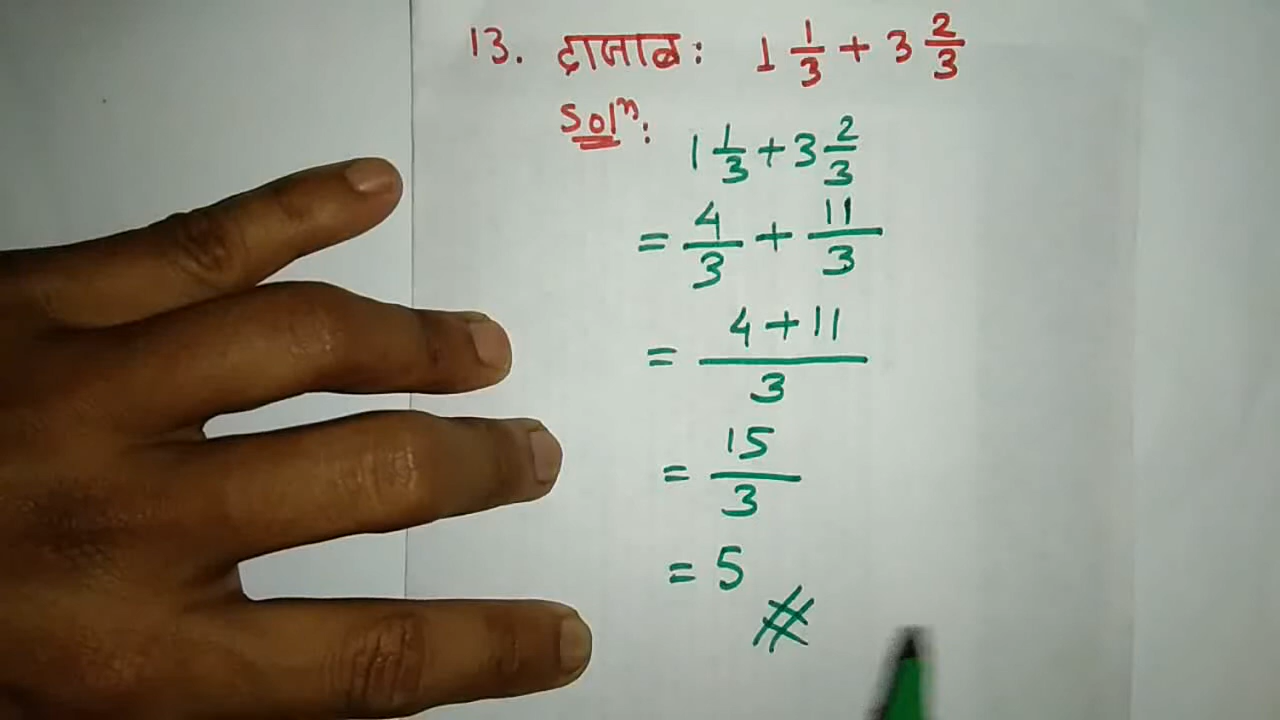 13. दाजाब: 1 1/3 + 3 2/3
Solⁿ:
1 1/3 + 3 2/3
= 4/3 + 11/3
= (4 + 11)/3
= 15/3
= 5 #